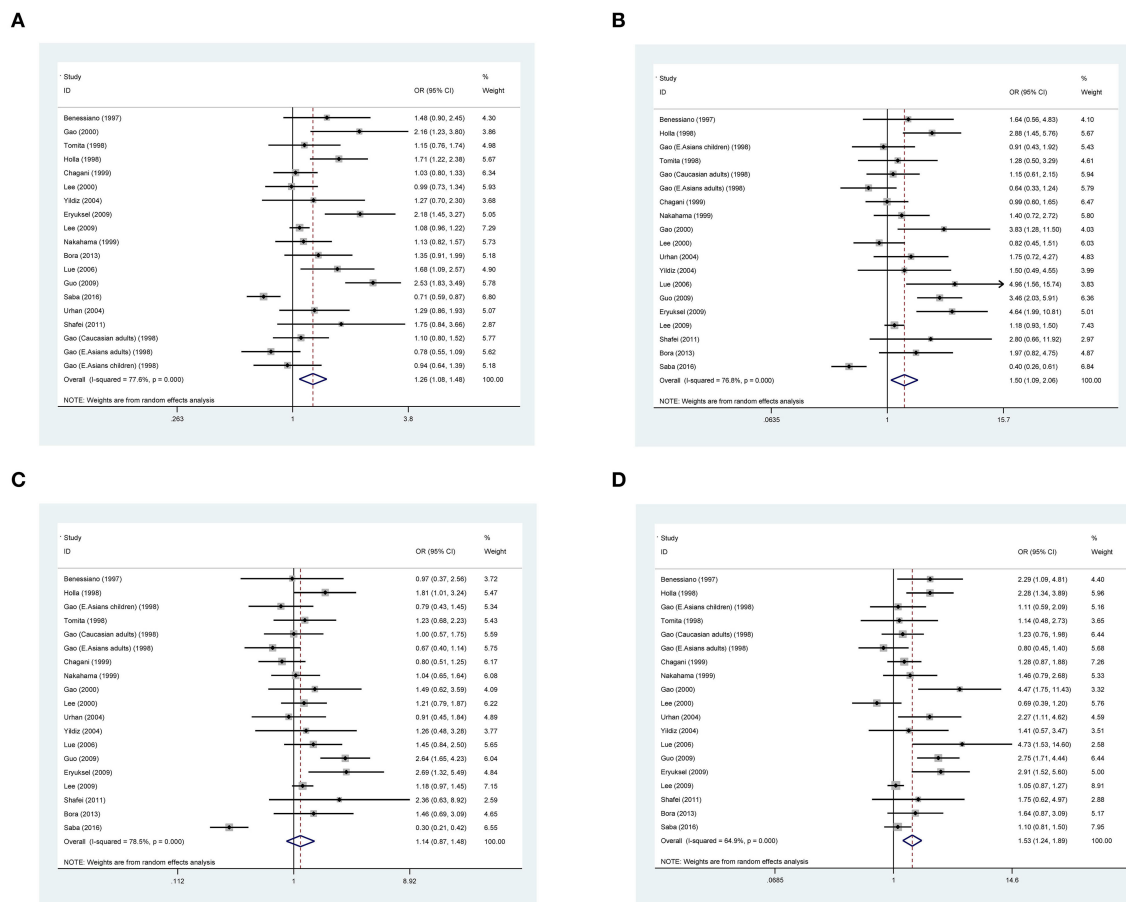 A
Study %
ID OR (95% CI) Weight
Benessiano (1997) 1.48 (0.90, 2.45) 4.30
Gao (2000) 2.16 (1.23, 3.80) 3.86
Tomita (1998) 1.15 (0.76, 1.74) 4.98
Holla (1998) 1.71 (1.22, 2.38) 5.67
Chagani (1999) 1.03 (0.80, 1.33) 6.34
Lee (2000) 0.99 (0.73, 1.34) 5.93
Yildiz (2004) 1.27 (0.70, 2.30) 3.68
Eryuksel (2009) 2.18 (1.45, 3.27) 5.05
Lee (2009) 1.08 (0.96, 1.22) 7.29
Nakahama (1999) 1.13 (0.82, 1.57) 5.73
Bora (2013) 1.35 (0.91, 1.99) 5.18
Lue (2006) 1.68 (1.09, 2.57) 4.90
Guo (2009) 2.53 (1.83, 3.49) 5.78
Saba (2016) 0.71 (0.59, 0.87) 6.80
Urhan (2004) 1.29 (0.86, 1.93) 5.07
Shafei (2011) 1.75 (0.84, 3.66) 2.87
Gao (Caucasian adults) (1998) 1.10 (0.80, 1.52) 5.77
Gao (E.Asians adults) (1998) 0.78 (0.55, 1.09) 5.62
Gao (E.Asians children) (1998) 0.94 (0.64, 1.39) 5.18
Overall (I-squared = 77.6%, p = 0.000) 1.26 (1.08, 1.48) 100.00
NOTE: Weights are from random effects analysis
.263 1 3.8
B
Study %
ID OR (95% CI) Weight
Benessiano (1997) 1.64 (0.56, 4.83) 4.10
Holla (1998) 2.88 (1.45, 5.76) 5.67
Gao (E.Asians children) (1998) 0.91 (0.43, 1.92) 5.43
Tomita (1998) 1.28 (0.50, 3.29) 4.61
Gao (Caucasian adults) (1998) 1.15 (0.61, 2.15) 5.94
Gao (E.Asians adults) (1998) 0.64 (0.33, 1.24) 5.79
Chagani (1999) 0.99 (0.60, 1.65) 6.47
Nakahama (1999) 1.40 (0.72, 2.72) 5.80
Gao (2000) 3.83 (1.28, 11.50) 4.03
Lee (2000) 0.82 (0.45, 1.51) 6.03
Urhan (2004) 1.75 (0.72, 4.27) 4.83
Yildiz (2004) 1.50 (0.49, 4.55) 3.99
Lue (2006) 4.96 (1.56, 15.74) 3.83
Guo (2009) 3.46 (2.03, 5.91) 6.36
Eryuksel (2009) 4.64 (1.99, 10.81) 5.01
Lee (2009) 1.18 (0.93, 1.50) 7.43
Shafei (2011) 2.80 (0.66, 11.92) 2.97
Bora (2013) 1.97 (0.82, 4.75) 4.87
Saba (2016) 0.40 (0.26, 0.61) 6.84
Overall (I-squared = 76.8%, p = 0.000) 1.50 (1.09, 2.06) 100.00
NOTE: Weights are from random effects analysis
.0635 1 15.7
C
Study %
ID OR (95% CI) Weight
Benessiano (1997) 0.97 (0.37, 2.56) 3.72
Holla (1998) 1.81 (1.01, 3.24) 5.47
Gao (E.Asians children) (1998) 0.79 (0.43, 1.45) 5.34
Tomita (1998) 1.23 (0.68, 2.23) 5.43
Gao (Caucasian adults) (1998) 1.00 (0.57, 1.75) 5.59
Gao (E.Asians adults) (1998) 0.67 (0.40, 1.14) 5.75
Chagani (1999) 0.80 (0.51, 1.25) 6.17
Nakahama (1999) 1.04 (0.65, 1.64) 6.08
Gao (2000) 1.49 (0.62, 3.59) 4.09
Lee (2000) 1.21 (0.79, 1.87) 6.22
Urhan (2004) 0.91 (0.45, 1.84) 4.89
Yildiz (2004) 1.26 (0.48, 3.28) 3.77
Lue (2006) 1.45 (0.84, 2.50) 5.65
Guo (2009) 2.64 (1.65, 4.23) 6.04
Eryuksel (2009) 2.69 (1.32, 5.49) 4.84
Lee (2009) 1.18 (0.97, 1.45) 7.15
Shafei (2011) 2.36 (0.63, 8.92) 2.59
Bora (2013) 1.46 (0.69, 3.09) 4.65
Saba (2016) 0.30 (0.21, 0.42) 6.55
Overall (I-squared = 78.5%, p = 0.000) 1.14 (0.87, 1.48) 100.00
NOTE: Weights are from random effects analysis
.112 1 8.92
D
Study %
ID OR (95% CI) Weight
Benessiano (1997) 2.29 (1.09, 4.81) 4.40
Holla (1998) 2.28 (1.34, 3.89) 5.96
Gao (E.Asians children) (1998) 1.11 (0.59, 2.09) 5.16
Tomita (1998) 1.14 (0.48, 2.73) 3.65
Gao (Caucasian adults) (1998) 1.23 (0.76, 1.98) 6.44
Gao (E.Asians adults) (1998) 0.80 (0.45, 1.40) 5.68
Chagani (1999) 1.28 (0.87, 1.88) 7.26
Nakahama (1999) 1.46 (0.79, 2.68) 5.33
Gao (2000) 4.47 (1.75, 11.43) 3.32
Lee (2000) 0.69 (0.39, 1.20) 5.76
Urhan (2004) 2.27 (1.11, 4.62) 4.59
Yildiz (2004) 1.41 (0.57, 3.47) 3.51
Lue (2006) 4.73 (1.53, 14.60) 2.58
Guo (2009) 2.75 (1.71, 4.44) 6.44
Eryuksel (2009) 2.91 (1.52, 5.60) 5.00
Lee (2009) 1.05 (0.87, 1.27) 8.91
Shafei (2011) 1.75 (0.62, 4.97) 2.88
Bora (2013) 1.64 (0.87, 3.09) 5.17
Saba (2016) 1.10 (0.81, 1.50) 7.95
Overall (I-squared = 64.9%, p = 0.000) 1.53 (1.24, 1.89) 100.00
NOTE: Weights are from random effects analysis
.0685 1 14.6